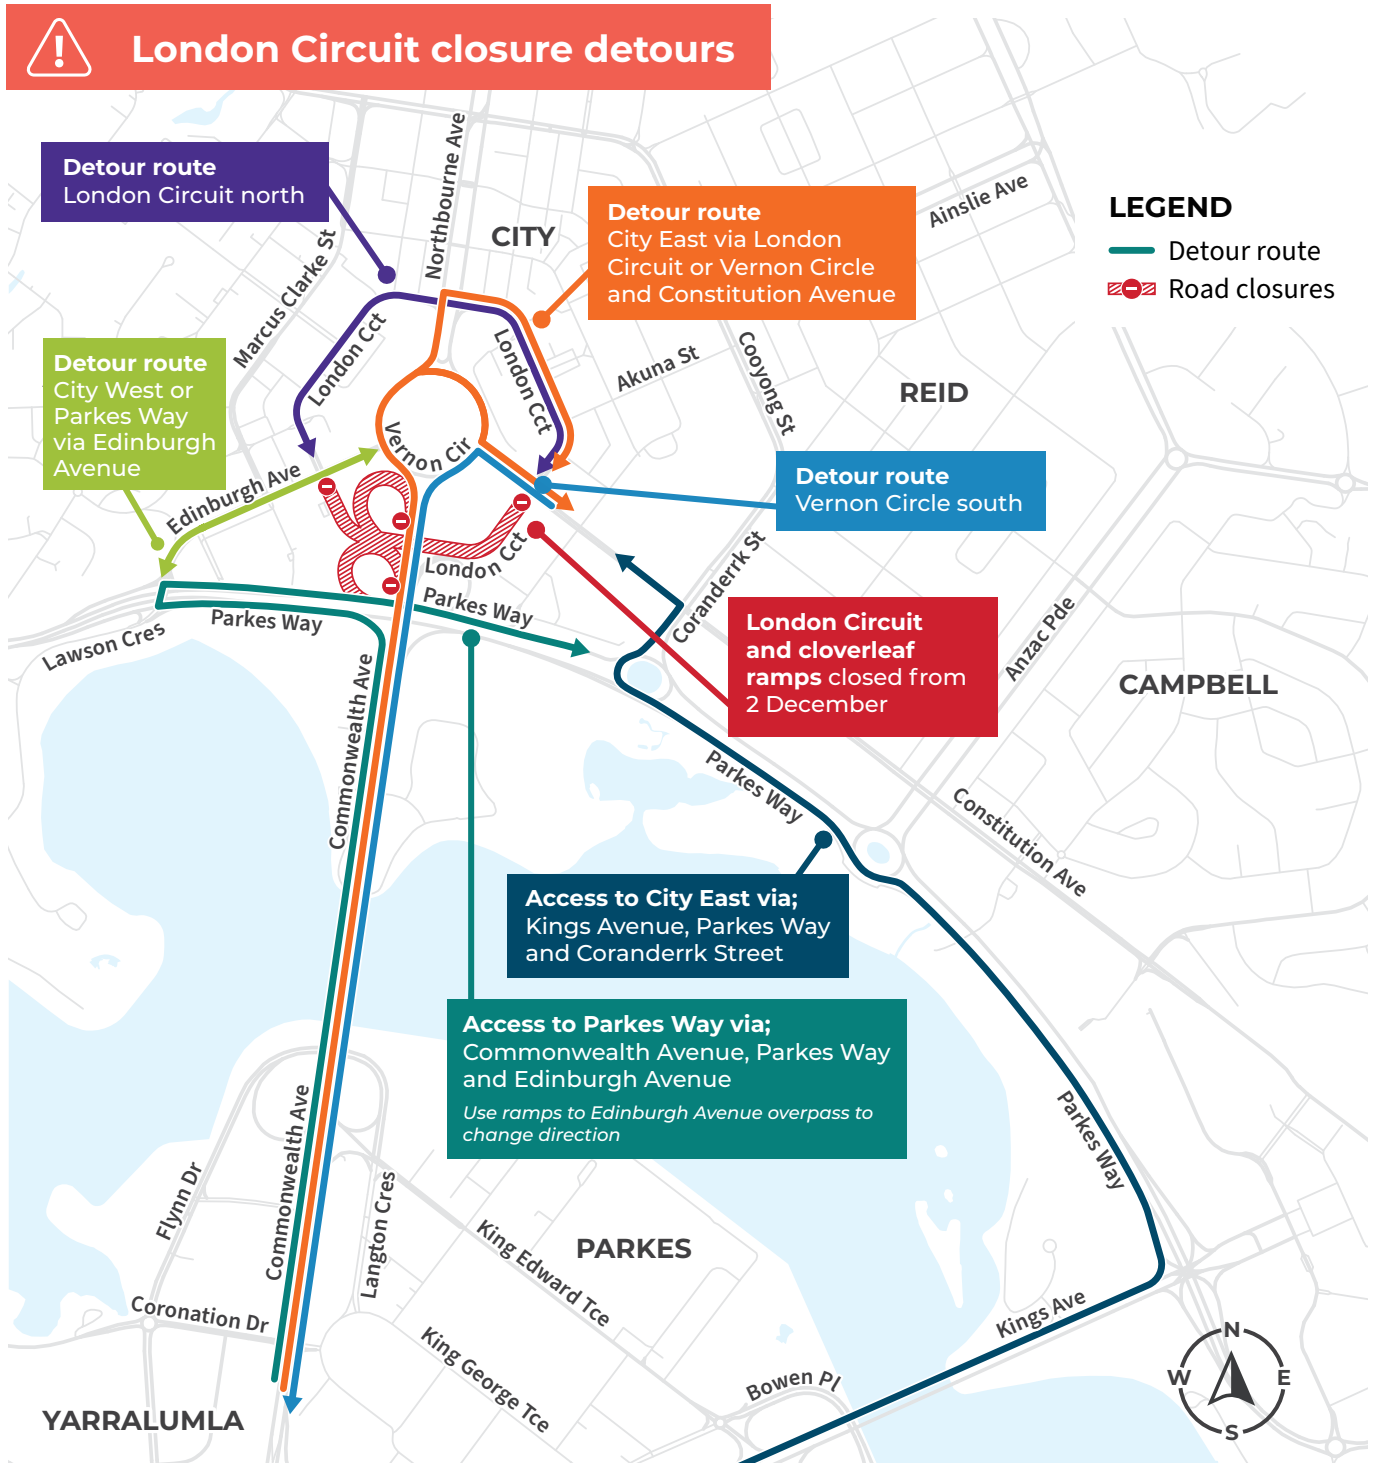 London Circuit closure detours
Detour route
London Circuit north
Northbourne Ave
CITY
Detour route
City East via London
Circuit or Vernon Circle
and Constitution Avenue
Ainslie Ave
LEGEND
Detour route
Road closures
Marcus Clarke St
London Cct
London Cct
Akuna St
Cooyong St
REID
Detour route
City West or
Parkes Way
via Edinburgh
Avenue
Vernon Cir
Edinburgh Ave
Detour route
Vernon Circle south
London Cct
Coranderrk St
Parkes Way
Parkes Way
Lawson Cres
London Circuit
and cloverleaf
ramps closed from
2 December
Anzac Pde
CAMPBELL
Commonwealth Ave
Parkes Way
Constitution Ave
Access to City East via;
Kings Avenue, Parkes Way
and Coranderrk Street
Access to Parkes Way via;
Commonwealth Avenue, Parkes Way
and Edinburgh Avenue
Use ramps to Edinburgh Avenue overpass to
change direction
Parkes Way
Commonwealth Ave
Flynn Dr
Langton Cres
King Edward Tce
PARKES
Coronation Dr
King George Tce
Kings Ave
Bowen Pl
YARRALUMLA
N
W
E
S